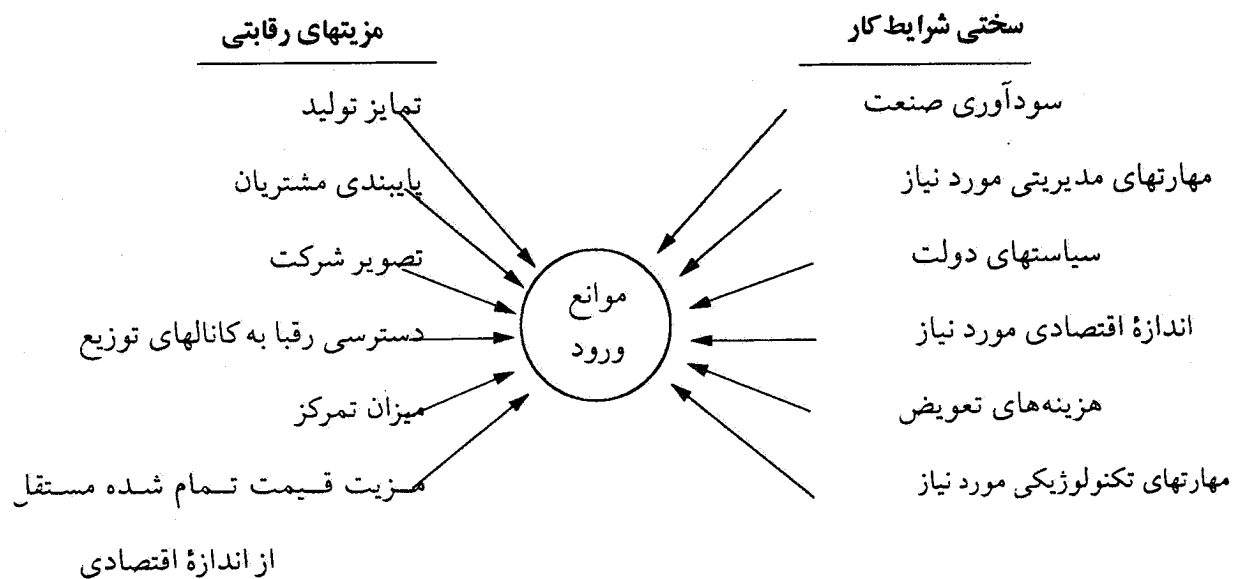 سختی شرایط کار
سودآوری صنعت
مهارتهای مدیریتی مورد نیاز
سیاستهای دولت
اندازهٔ اقتصادی مورد نیاز
هزینه‌های تعویض
مهارتهای تکنولوژیکی مورد نیاز
موانع
ورود
مزیتهای رقابتی
تمایز تولید
پایبندی مشتریان
تصویر شرکت
دسترسی رقبا به کانالهای توزیع
میزان تمرکز
مزیت قیمت تمام شده مستقل
از اندازهٔ اقتصادی